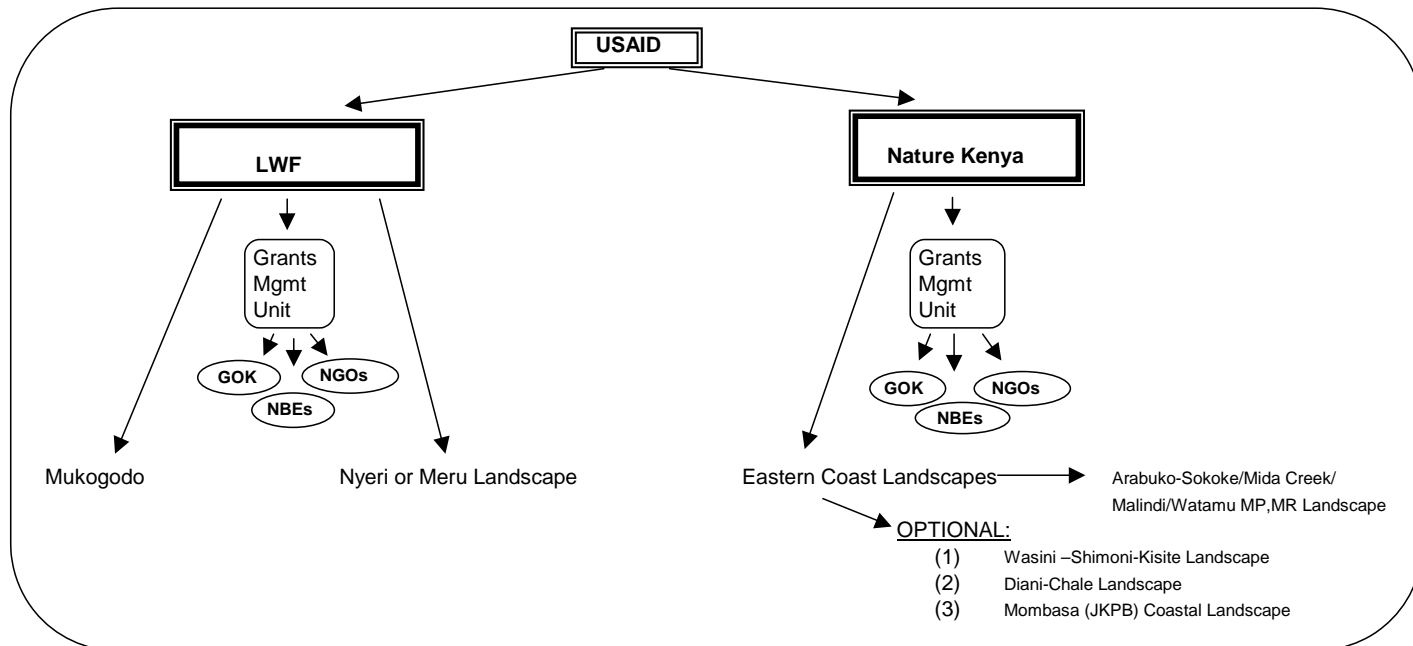 USAID
LWF
Nature Kenya
Grants
Mgmt
Unit
GOK
NGOs
NBEs
Grants
Mgmt
Unit
GOK
NGOs
NBEs
Mukogodo
Nyeri or Meru Landscape
Eastern Coast Landscapes
Arabuko-Sokoke/Mida Creek/
Malindi/Watamu MP,MR Landscape
OPTIONAL:
(1) Wasini –Shimoni-Kisite Landscape
(2) Diani-Chale Landscape
(3) Mombasa (JKPB) Coastal Landscape